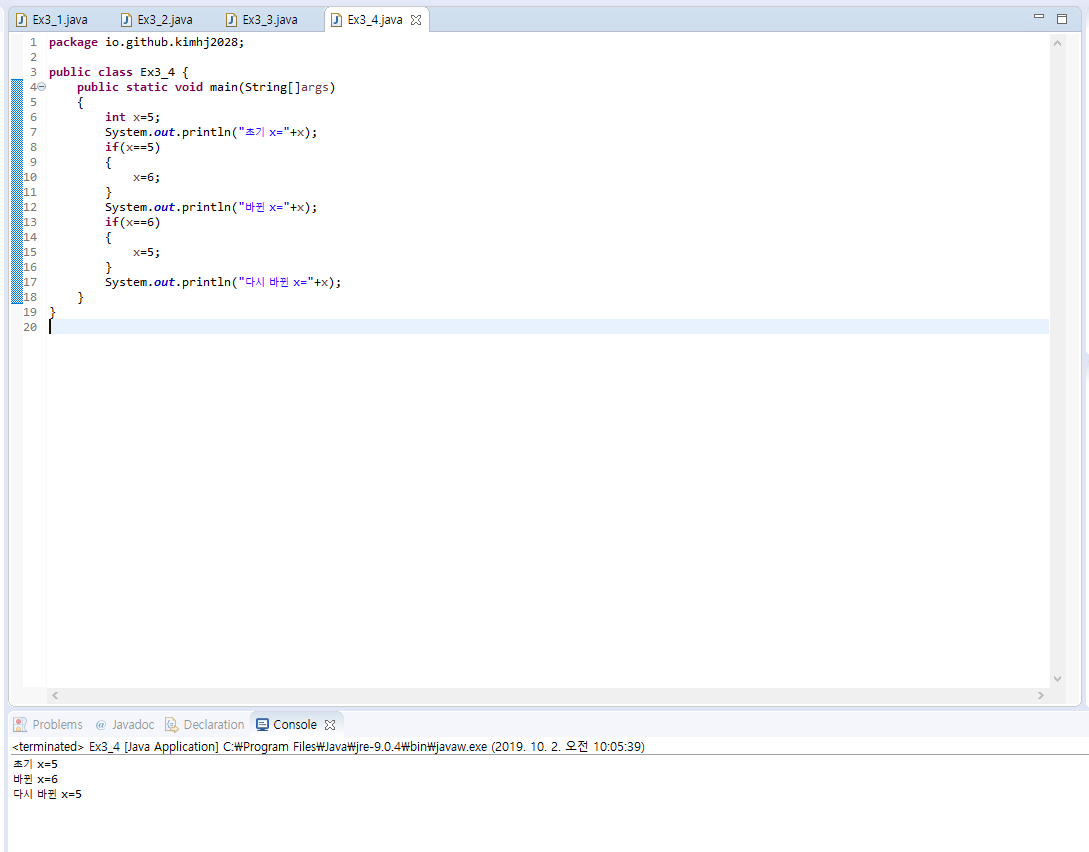 Ex3_1.java Ex3_2.java Ex3_3.java Ex3_4.java
1 package io.github.kimhj2028;
2
3 public class Ex3_4 {
4 public static void main(String[]args)
5 {
6 int x=5;
7 System.out.println("초기 x="+x);
8 if(x==5)
9 {
10 x=6;
11 }
12 System.out.println("바뀐 x="+x);
13 if(x==6)
14 {
15 x=5;
16 }
17 System.out.println("다시 바뀐 x="+x);
18 }
19 }
20
Problems @ Javadoc Declaration Console
<terminated> Ex3_4 [Java Application] C:₩Program Files₩Java₩jre-9.0.4₩bin₩javaw.exe (2019. 10. 2. 오전 10:05:39)
초기 x=5
바뀐 x=6
다시 바뀐 x=5